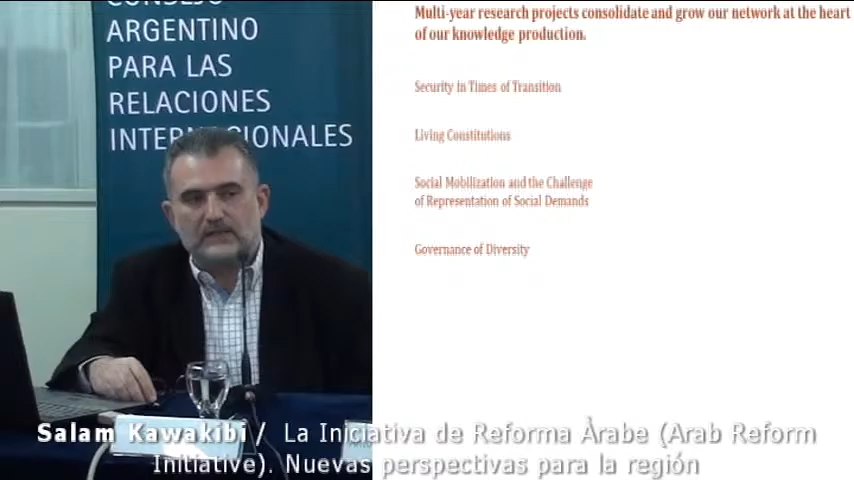 CONSEJO
ARGENTINO
PARA LAS
RELACIONES
INTERNACIONALES
Multi-year research projects consolidate and grow our network at the heart
of our knowledge production.
Security in Times of Transition
Living Constitutions
Social Mobilization and the Challenge
of Representation of Social Demands
Governance of Diversity
Salam Kawakibi / La Iniciativa de Reforma Àrabe (Arab Reform
Initiative). Nuevas perspectivas para la región